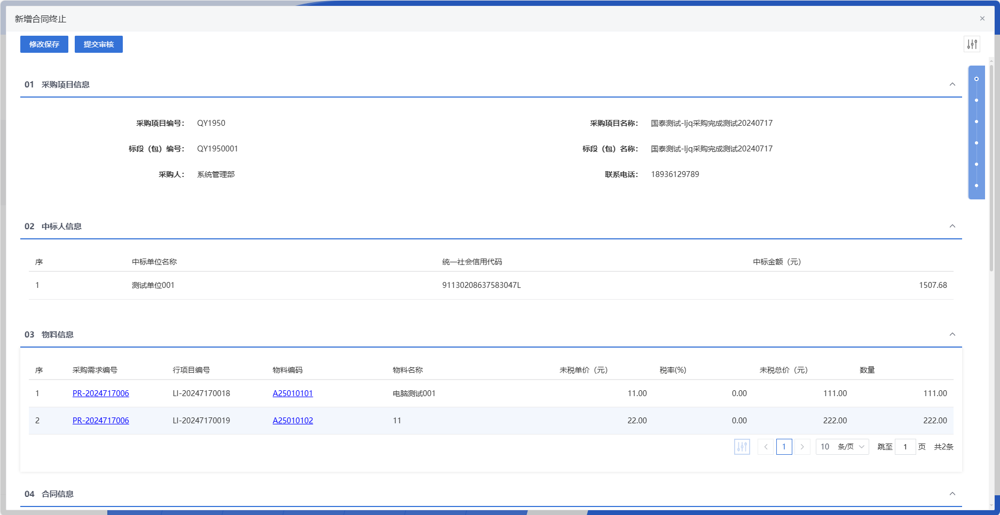 新增合同终止
修改保存 提交审核
01 采购项目信息
采购项目编号： QY1950 采购项目名称： 国泰测试-ljq采购完成测试20240717
标段（包）编号： QY1950001 标段（包）名称： 国泰测试-ljq采购完成测试20240717
采购人： 系统管理部 联系电话： 18936129789
02 中标人信息
序 中标单位名称 统一社会信用代码 中标金额（元）
1 测试单位001 91130208637583047L 1507.68
03 物料信息
序 采购需求编号 行项目编号 物料编码 物料名称 未税单价（元） 税率(%) 未税总价（元） 数量
1 PR-2024717006 LI-20247170018 A25010101 电脑测试001 11.00 0.00 111.00 111.00
2 PR-2024717006 LI-20247170019 A25010102 11 22.00 0.00 222.00 222.00
1 10 条/页 跳至 1 页 共2条
04 合同信息